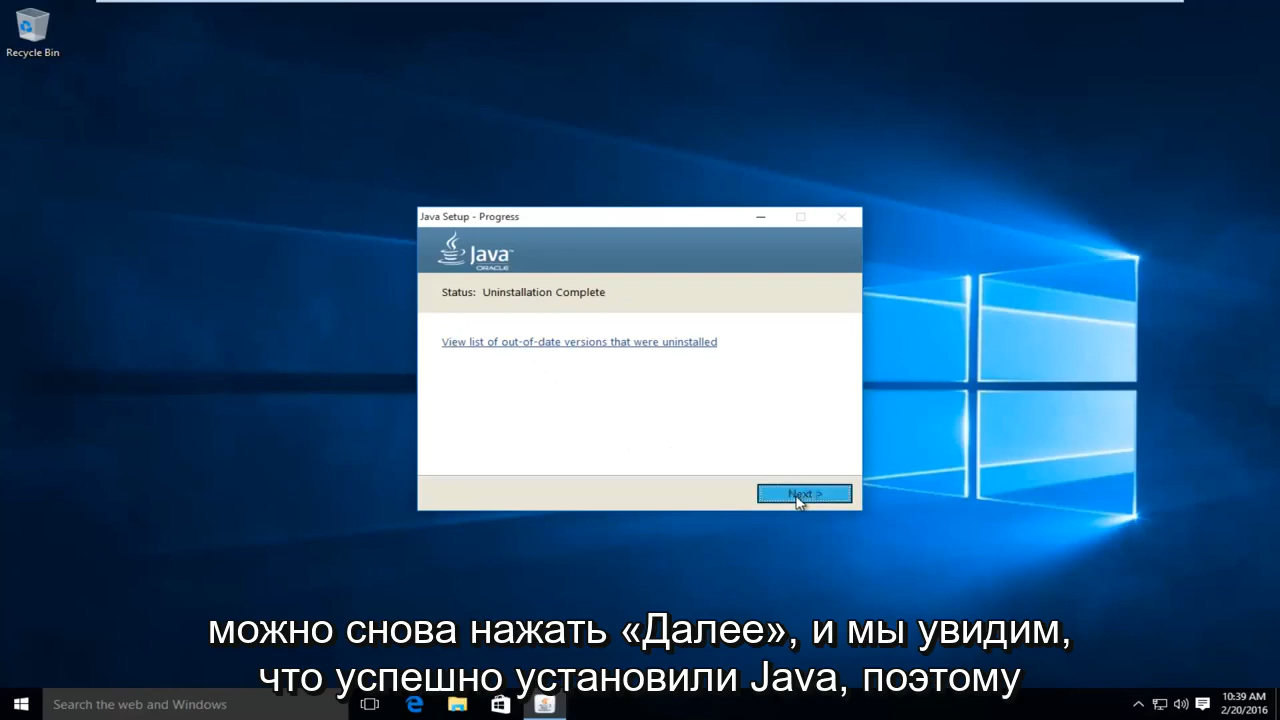 Recycle Bin
Java Setup - Progress
Java
ORACLE
Status: Uninstallation Complete
View list of out-of-date versions that were uninstalled
Next >
можно снова нажать «Далее», и мы увидим,
что успешно установили Java, поэтому
Search the web and Windows
10:39 AM
2/20/2016